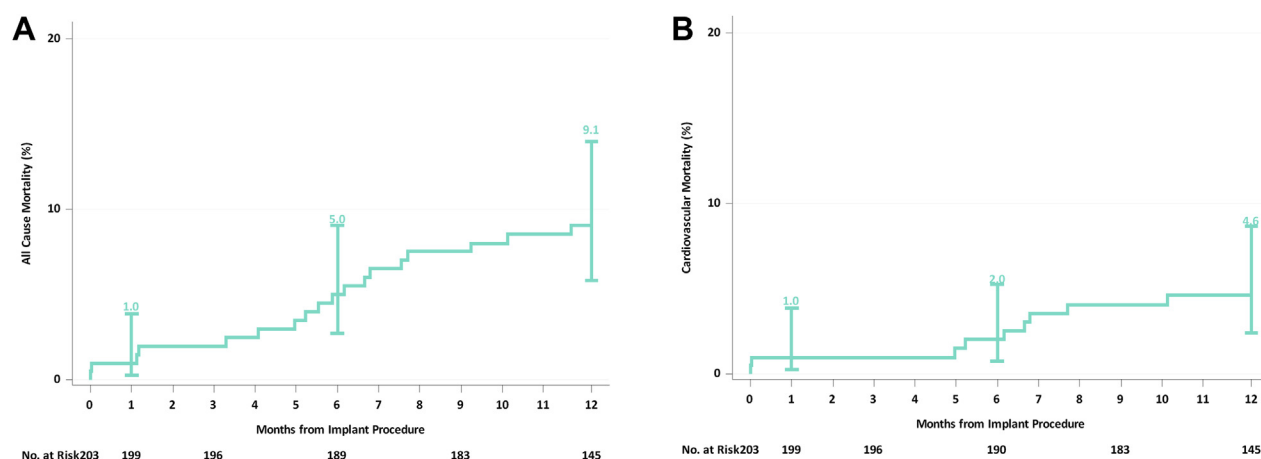 A
All Cause Mortality (%)
20
10
0
1.0
5.0
9.1
0 1 2 3 4 5 6 7 8 9 10 11 12
Months from Implant Procedure
No. at Risk203 199 196 189 183 145
B
Cardiovascular Mortality (%)
20
10
0
1.0
2.0
4.6
0 1 2 3 4 5 6 7 8 9 10 11 12
Months from Implant Procedure
No. at Risk203 199 196 190 183 145